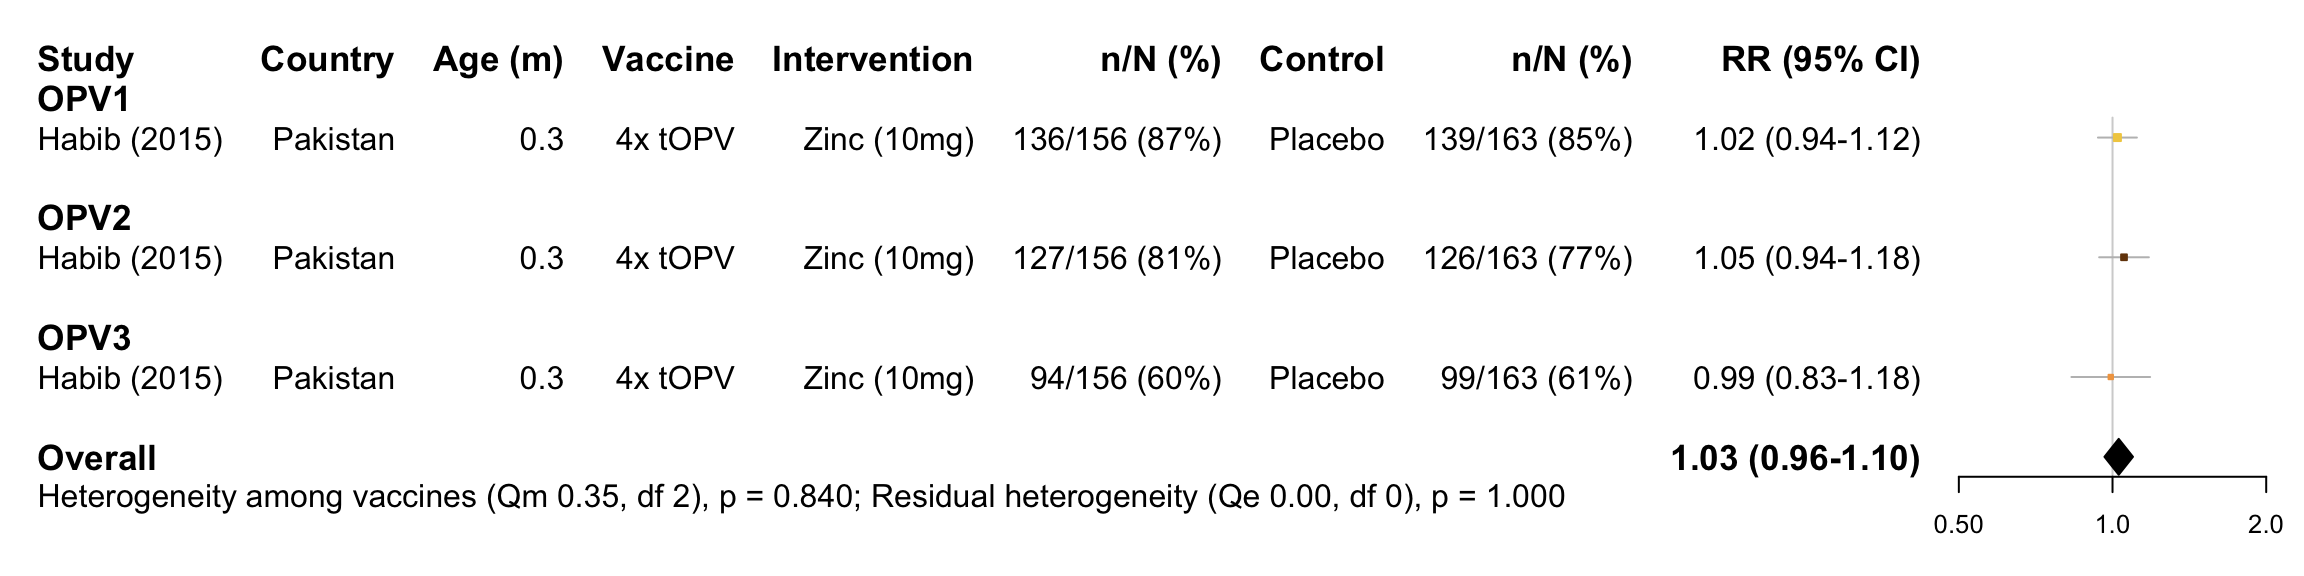 Study Country Age (m) Vaccine Intervention n/N (%) Control n/N (%) RR (95% CI)
OPV1
Habib (2015) Pakistan 0.3 4x tOPV Zinc (10mg) 136/156 (87%) Placebo 139/163 (85%) 1.02 (0.94-1.12)
OPV2
Habib (2015) Pakistan 0.3 4x tOPV Zinc (10mg) 127/156 (81%) Placebo 126/163 (77%) 1.05 (0.94-1.18)
OPV3
Habib (2015) Pakistan 0.3 4x tOPV Zinc (10mg) 94/156 (60%) Placebo 99/163 (61%) 0.99 (0.83-1.18)
Overall 1.03 (0.96-1.10)
Heterogeneity among vaccines (Qm 0.35, df 2), p = 0.840; Residual heterogeneity (Qe 0.00, df 0), p = 1.000
0.50 1.0 2.0